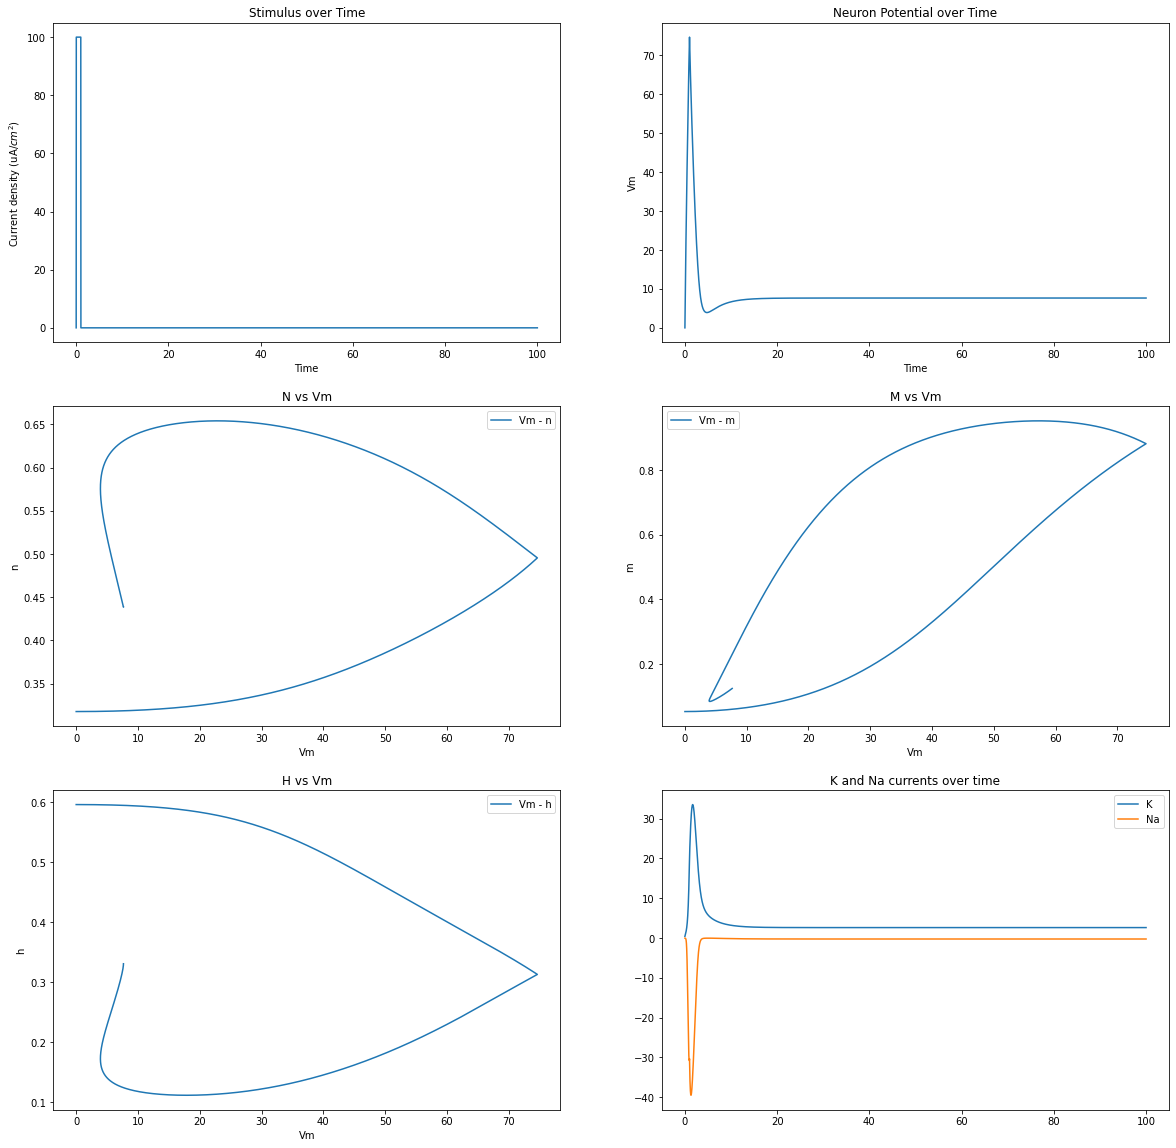 Stimulus over Time
Current density (uA/cm²)
100
80
60
40
20
0
0 20 40 60 80 100
Time
Neuron Potential over Time
Vm
70
60
50
40
30
20
10
0
0 20 40 60 80 100
Time
N vs Vm
Vm - n
n
0.65
0.60
0.55
0.50
0.45
0.40
0.35
0 10 20 30 40 50 60 70
Vm
M vs Vm
Vm - m
m
0.8
0.6
0.4
0.2
0 10 20 30 40 50 60 70
Vm
H vs Vm
Vm - h
h
0.6
0.5
0.4
0.3
0.2
0.1
0 10 20 30 40 50 60 70
Vm
K and Na currents over time
K
Na
30
20
10
0
−10
−20
−30
−40
0 20 40 60 80 100